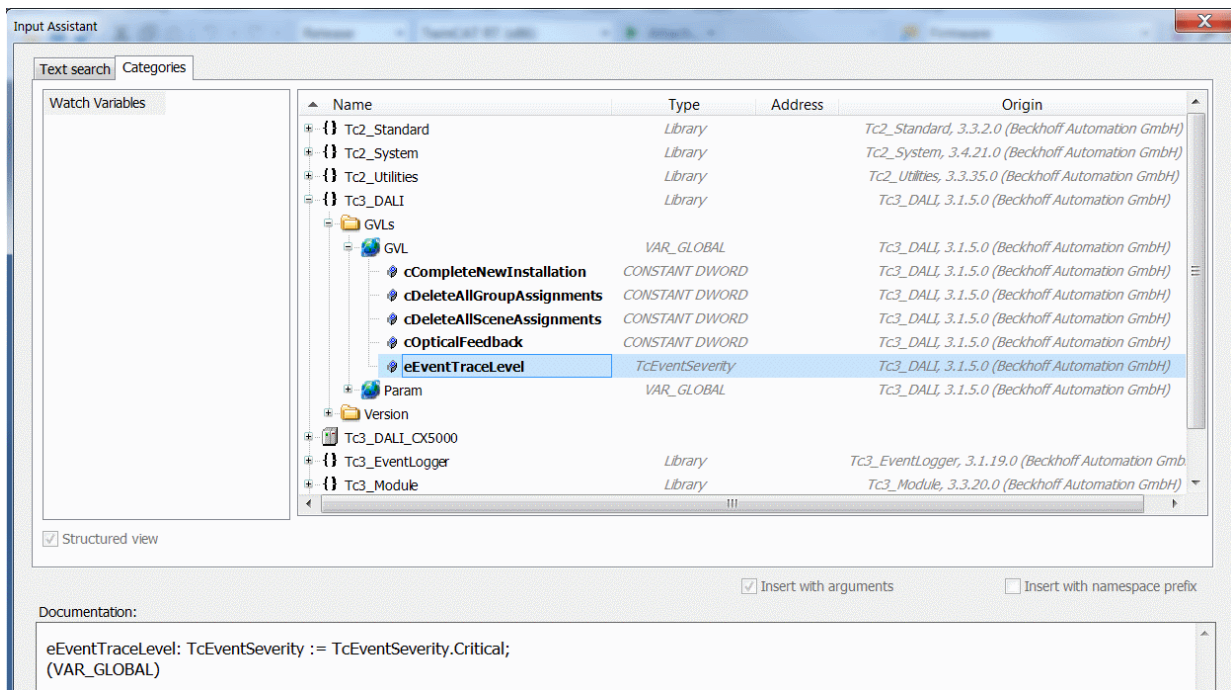 Input Assistant
Text search Categories
Watch Variables
Name Type Address Origin
Tc2_Standard Library Tc2_Standard, 3.3.2.0 (Beckhoff Automation GmbH)
Tc2_System Library Tc2_System, 3.4.21.0 (Beckhoff Automation GmbH)
Tc2_Utilities Library Tc2_Utilities, 3.3.35.0 (Beckhoff Automation GmbH)
Tc3_DALI Library Tc3_DALI, 3.1.5.0 (Beckhoff Automation GmbH)
GVLs
GVL VAR_GLOBAL Tc3_DALI, 3.1.5.0 (Beckhoff Automation GmbH)
cCompleteNewInstallation CONSTANT DWORD Tc3_DALI, 3.1.5.0 (Beckhoff Automation GmbH)
cDeleteAllGroupAssignments CONSTANT DWORD Tc3_DALI, 3.1.5.0 (Beckhoff Automation GmbH)
cDeleteAllSceneAssignments CONSTANT DWORD Tc3_DALI, 3.1.5.0 (Beckhoff Automation GmbH)
cOpticalFeedback CONSTANT DWORD Tc3_DALI, 3.1.5.0 (Beckhoff Automation GmbH)
eEventTraceLevel TcEventSeverity Tc3_DALI, 3.1.5.0 (Beckhoff Automation GmbH)
Param VAR_GLOBAL Tc3_DALI, 3.1.5.0 (Beckhoff Automation GmbH)
Version
Tc3_DALI_CX5000
Tc3_EventLogger Library Tc3_EventLogger, 3.1.19.0 (Beckhoff Automation Gmb
Tc3_Module Library Tc3_Module, 3.3.20.0 (Beckhoff Automation GmbH)
Structured view
Insert with arguments Insert with namespace prefix
Documentation:
eEventTraceLevel: TcEventSeverity := TcEventSeverity.Critical;
(VAR_GLOBAL)